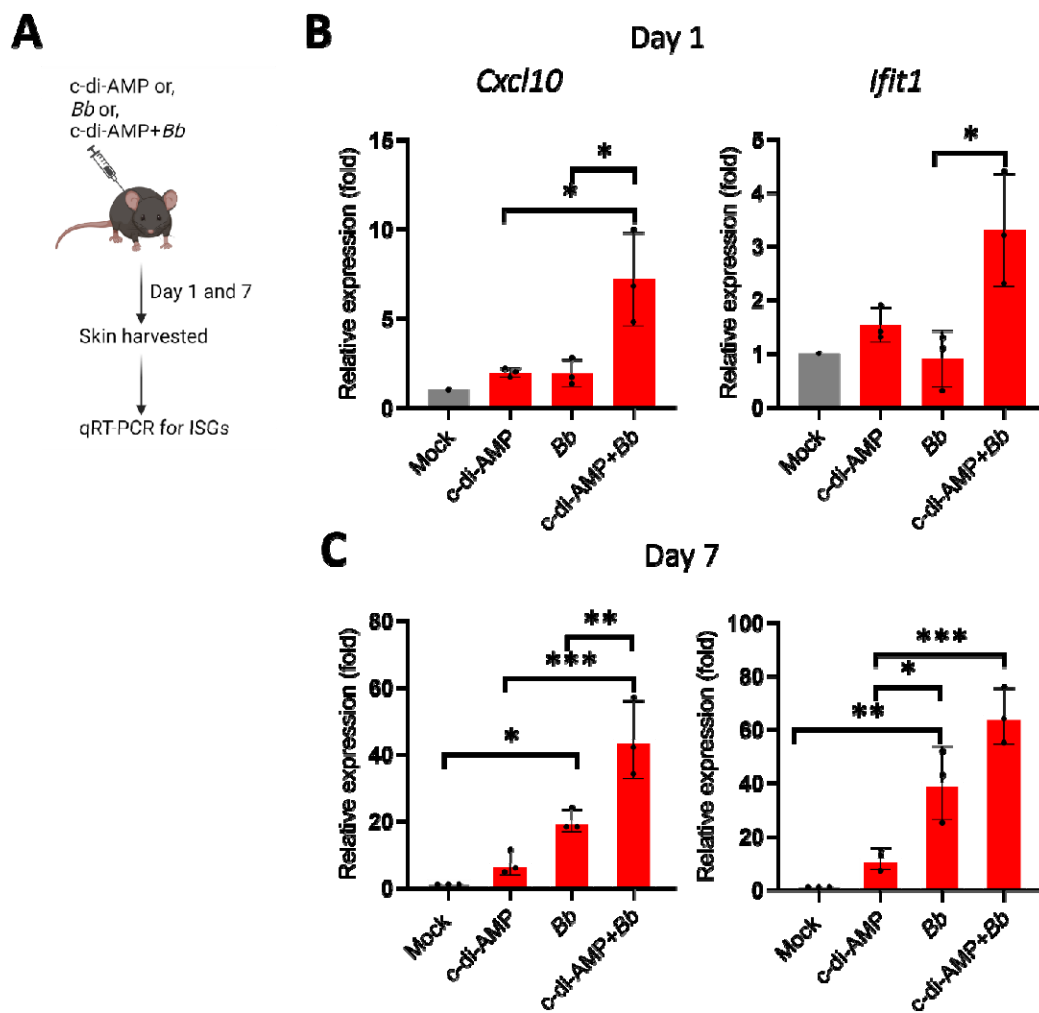 A
c-di-AMP or,
Bb or,
c-di-AMP+Bb
Day 1 and 7
Skin harvested
qRT-PCR for ISGs
B
Day 1
Cxcl10
Relative expression (fold)
15
10
5
0
*
*
Mock
c-di-AMP
Bb
c-di-AMP+Bb
Ifit1
Relative expression (fold)
5
4
3
2
1
0
*
Mock
c-di-AMP
Bb
c-di-AMP+Bb
C
Day 7
Relative expression (fold)
80
60
40
20
0
**
***
*
Mock
c-di-AMP
Bb
c-di-AMP+Bb
Relative expression (fold)
100
80
60
40
20
0
***
*
**
Mock
c-di-AMP
Bb
c-di-AMP+Bb